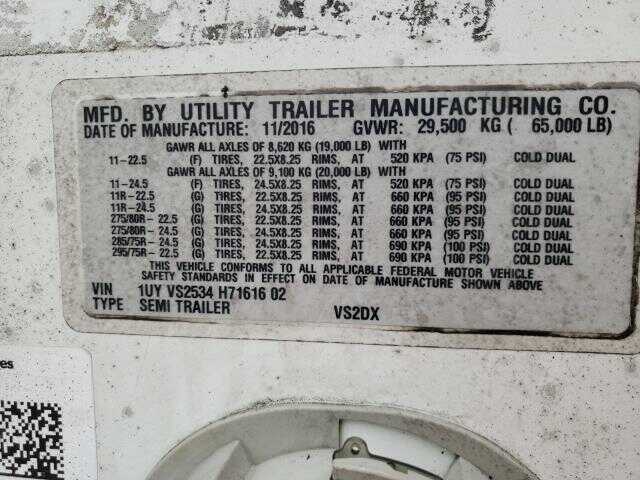 MFD. BY UTILITY TRAILER MANUFACTURING CO.
DATE OF MANUFACTURE: 11/2016 GVWR: 29,500 KG ( 65,000 LB)
GAWR ALL AXLES OF 8,620 KG (19,000 LB) WITH
11-22.5 (F) TIRES, 22.5X8.25 RIMS, AT 520 KPA (75 PSI) COLD DUAL
GAWR ALL AXLES OF 9,100 KG (20,000 LB) WITH
11-24.5 (F) TIRES, 24.5X8.25 RIMS, AT 520 KPA (75 PSI) COLD DUAL
11R-22.5 (G) TIRES, 22.5X8.25 RIMS, AT 660 KPA (95 PSI) COLD DUAL
11R-24.5 (G) TIRES, 24.5X8.25 RIMS, AT 660 KPA (95 PSI) COLD DUAL
275/80R-22.5 (G) TIRES, 22.5X8.25 RIMS, AT 660 KPA (95 PSI) COLD DUAL
275/80R-24.5 (G) TIRES, 24.5X8.25 RIMS, AT 660 KPA (95 PSI) COLD DUAL
285/75R-24.5 (G) TIRES, 24.5X8.25 RIMS, AT 690 KPA (100 PSI) COLD DUAL
295/75R-22.5 (G) TIRES, 22.5X8.25 RIMS, AT 690 KPA (100 PSI) COLD DUAL
THIS VEHICLE CONFORMS TO ALL APPLICABLE FEDERAL MOTOR VEHICLE
SAFETY STANDARDS IN EFFECT ON DATE OF MANUFACTURE SHOWN ABOVE
VIN 1UY VS2534 H71616 02
TYPE SEMI TRAILER VS2DX